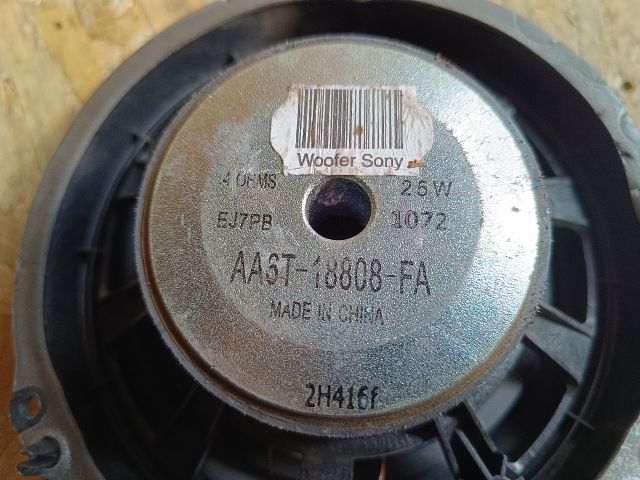 Woofer Sony
4 OHMS 25W
EJ7PB 1072
AA6T-18808-FA
MADE IN CHINA
2H416f